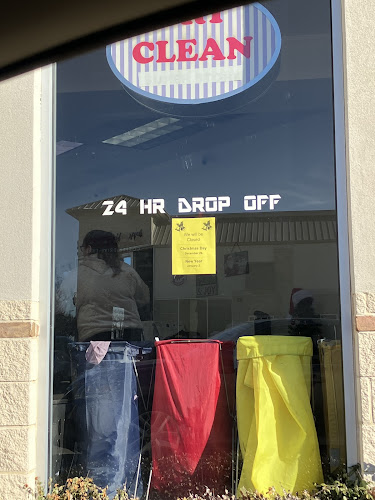 CLEAN
24 HR DROP OFF
We will be
Closed
Christmas Day
New Year